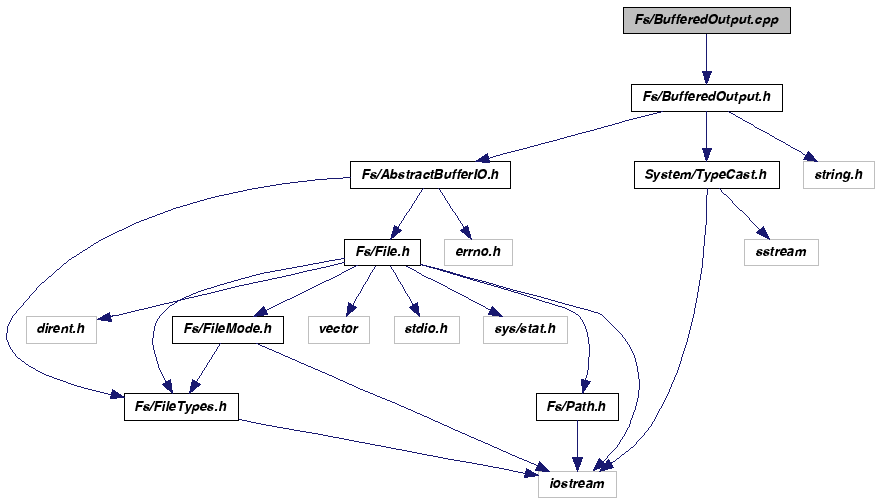 Fs/BufferedOutput.cpp
Fs/BufferedOutput.h
Fs/AbstractBufferIO.h
System/TypeCast.h
string.h
Fs/File.h
errno.h
sstream
dirent.h
Fs/FileMode.h
vector
stdio.h
sys/stat.h
Fs/FileTypes.h
Fs/Path.h
iostream